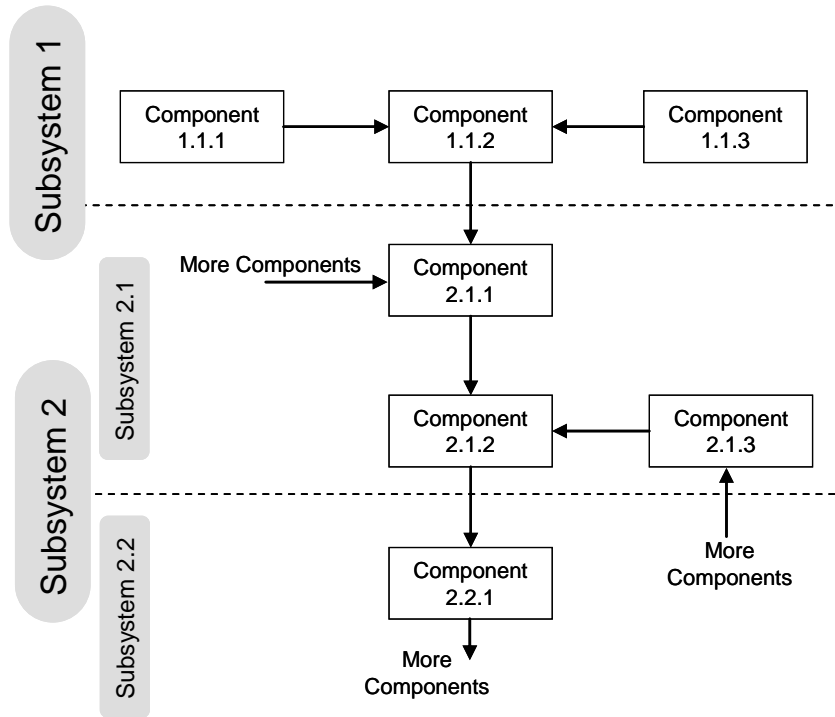 Subsystem 1
Component
1.1.1
Component
1.1.2
Component
1.1.3
More Components
Component
2.1.1
Subsystem 2.1
Subsystem 2
Component
2.1.2
Component
2.1.3
Subsystem 2.2
Component
2.2.1
More
Components
More
Components